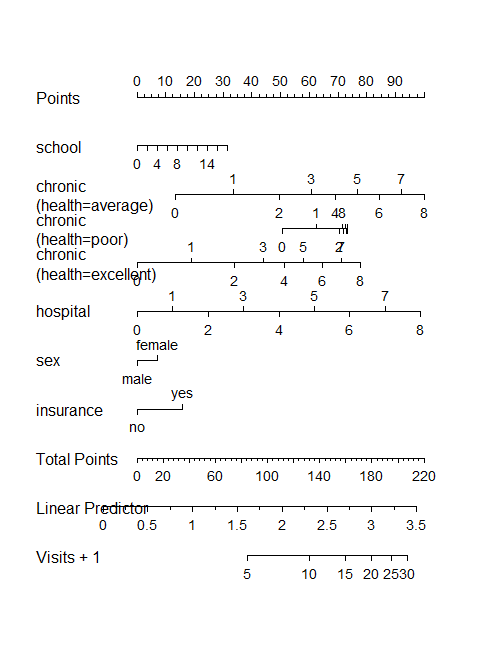 0 10 20 30 40 50 60 70 80 90
Points
school
0 4 8 14
1 3 5 7
chronic
(health=average)
0 2 4 6 8
chronic
(health=poor)
1 8
0 2 7
chronic
(health=excellent)
1 3 5 7
0 2 4 6 8
hospital
1 3 5 7
0 2 4 6 8
female
sex
male
yes
insurance
no
Total Points
0 20 60 100 140 180 220
Linear Predictor
0 0.5 1 1.5 2 2.5 3 3.5
Visits + 1
5 10 15 20 25 30